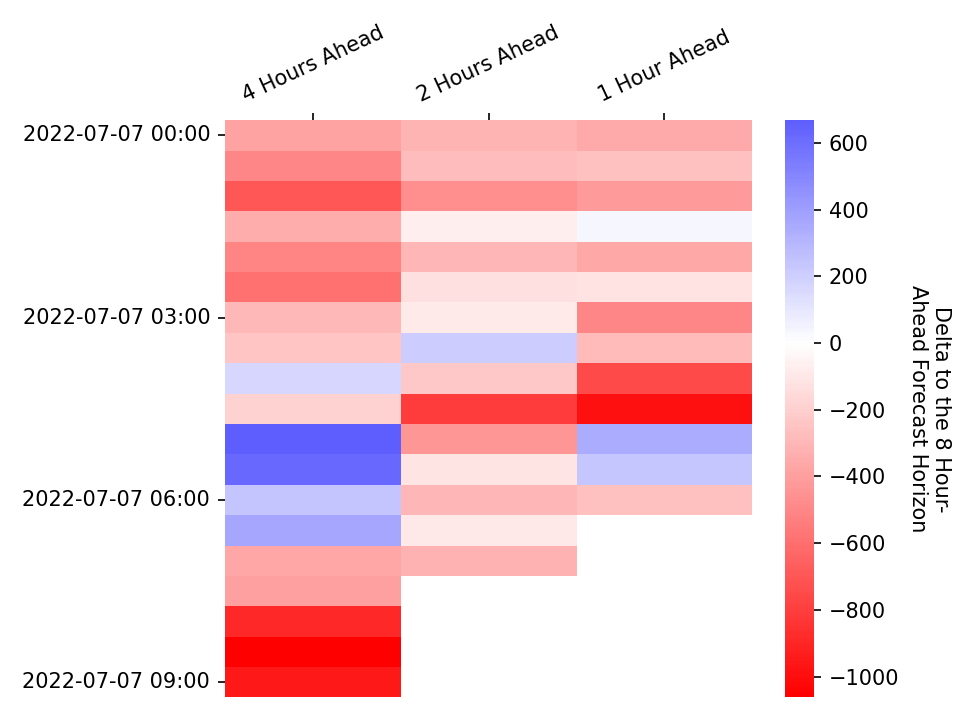 4 Hours Ahead
2 Hours Ahead
1 Hour Ahead
2022-07-07 00:00
2022-07-07 03:00
2022-07-07 06:00
2022-07-07 09:00
600
400
200
0
−200
−400
−600
−800
−1000
Delta to the 8 Hour-
Ahead Forecast Horizon